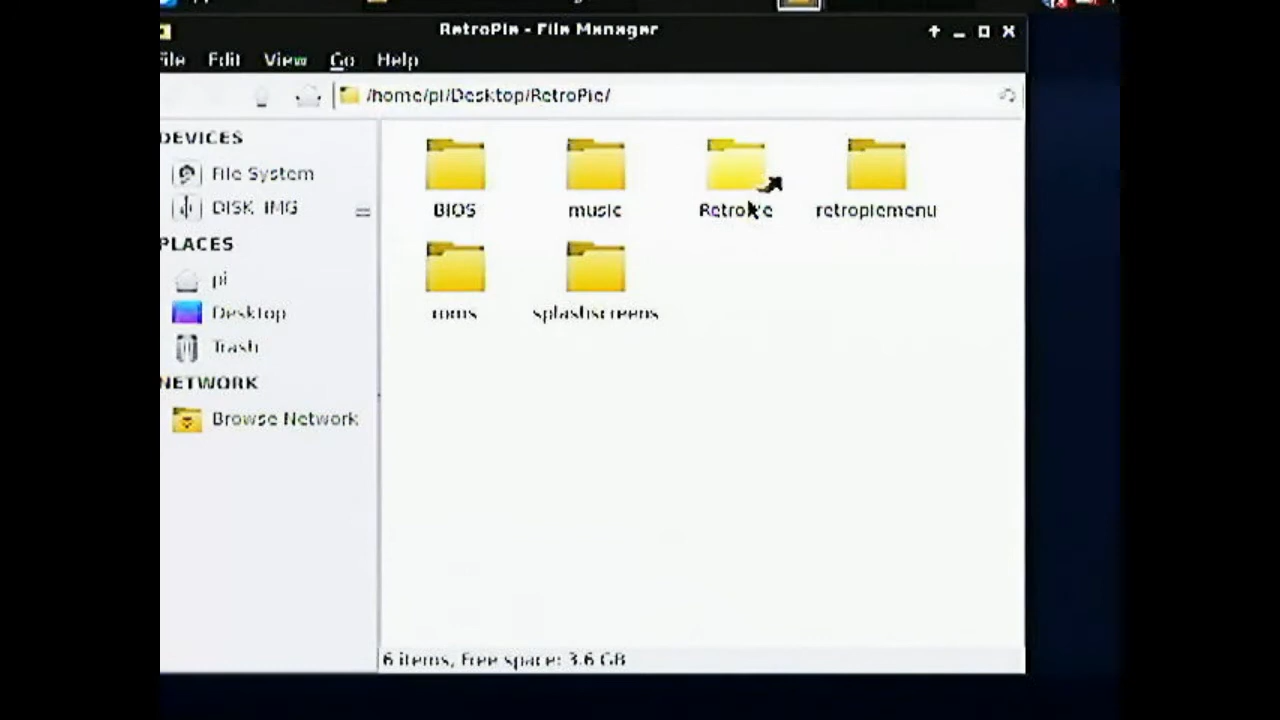 RetroPie - File Manager
File Edit View Go Help
/home/pi/Desktop/RetroPie/
DEVICES
File System
DISK_IMG
PLACES
pi
Desktop
Trash
NETWORK
Browse Network
BIOS music RetroPie retropiemenu
roms splashscreens
6 items, Free space: 3.6 GB